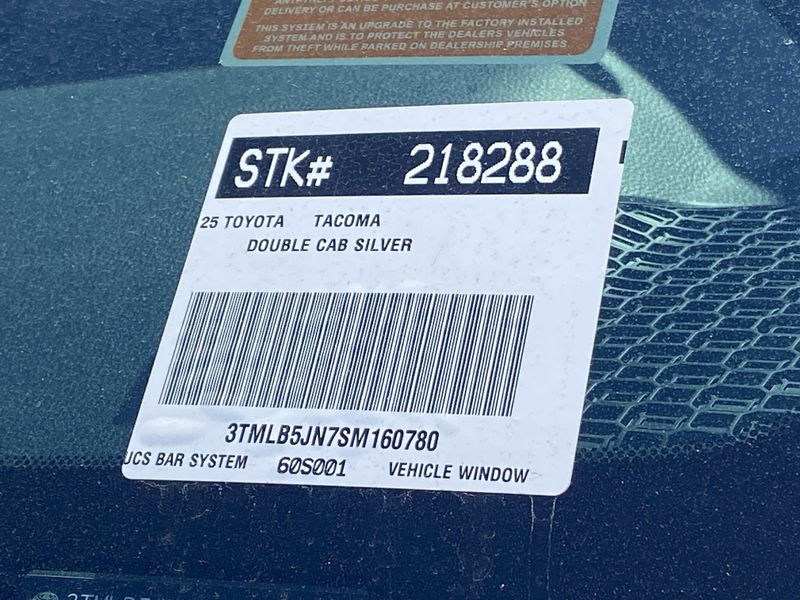 DELIVERY OR CAN BE PURCHASE AT CUSTOMER'S OPTION
THIS SYSTEM IS AN UPGRADE TO THE FACTORY INSTALLED
SYSTEM AND IS TO PROTECT THE DEALERS VEHICLES
FROM THEFT WHILE PARKED ON DEALERSHIP PREMISES.
STK# 218288
25 TOYOTA TACOMA
DOUBLE CAB SILVER
3TMLB5JN7SM160780
UCS BAR SYSTEM 60S001 VEHICLE WINDOW